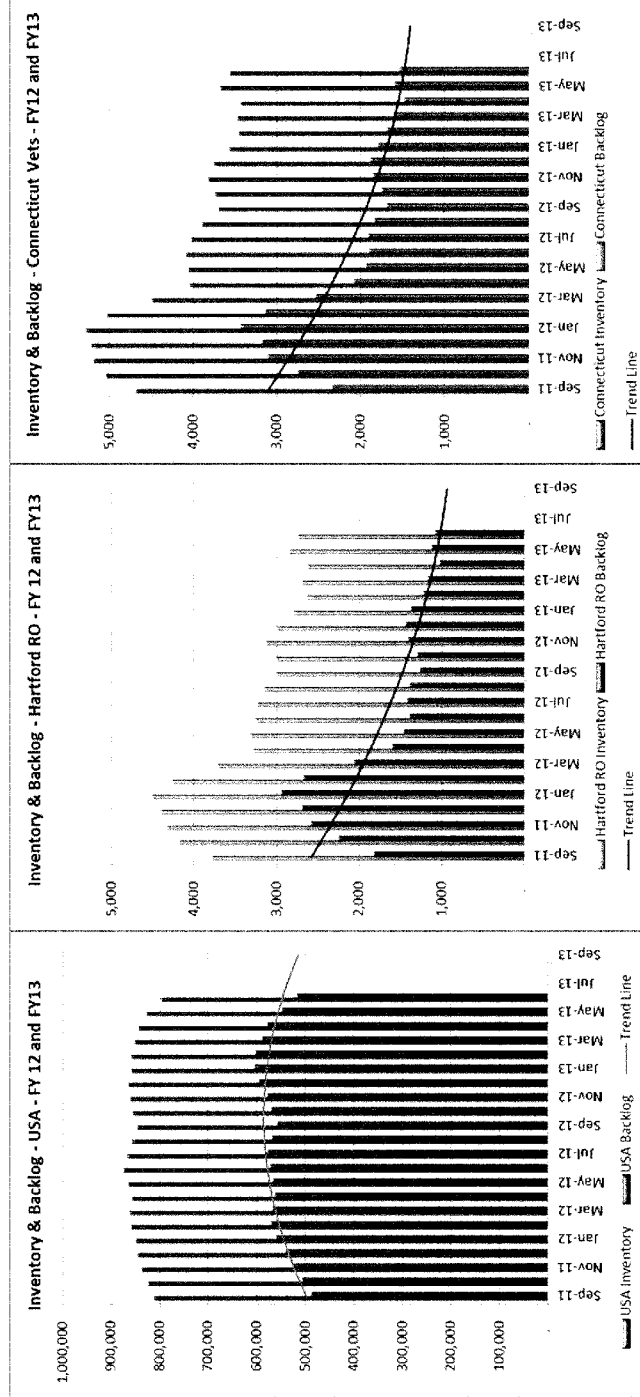 Inventory & Backlog - USA - FY 12 and FY13
1,000,000
900,000
800,000
700,000
600,000
500,000
400,000
300,000
200,000
100,000
Sep-11 Nov-11 Jan-12 Mar-12 May-12 Jul-12 Sep-12 Nov-12 Jan-13 Mar-13 May-13 Jul-13 Sep-13
USA Inventory USA Backlog Trend Line
Inventory & Backlog - Hartford RO - FY 12 and FY13
5,000
4,000
3,000
2,000
1,000
Sep-11 Nov-11 Jan-12 Mar-12 May-12 Jul-12 Sep-12 Nov-12 Jan-13 Mar-13 May-13 Jul-13 Sep-13
Hartford RO Inventory Hartford RO Backlog
Trend Line
Inventory & Backlog - Connecticut Vets - FY12 and FY13
5,000
4,000
3,000
2,000
1,000
Sep-11 Nov-11 Jan-12 Mar-12 May-12 Jul-12 Sep-12 Nov-12 Jan-13 Mar-13 May-13 Jul-13 Sep-13
Connecticut Inventory Connecticut Backlog
Trend Line